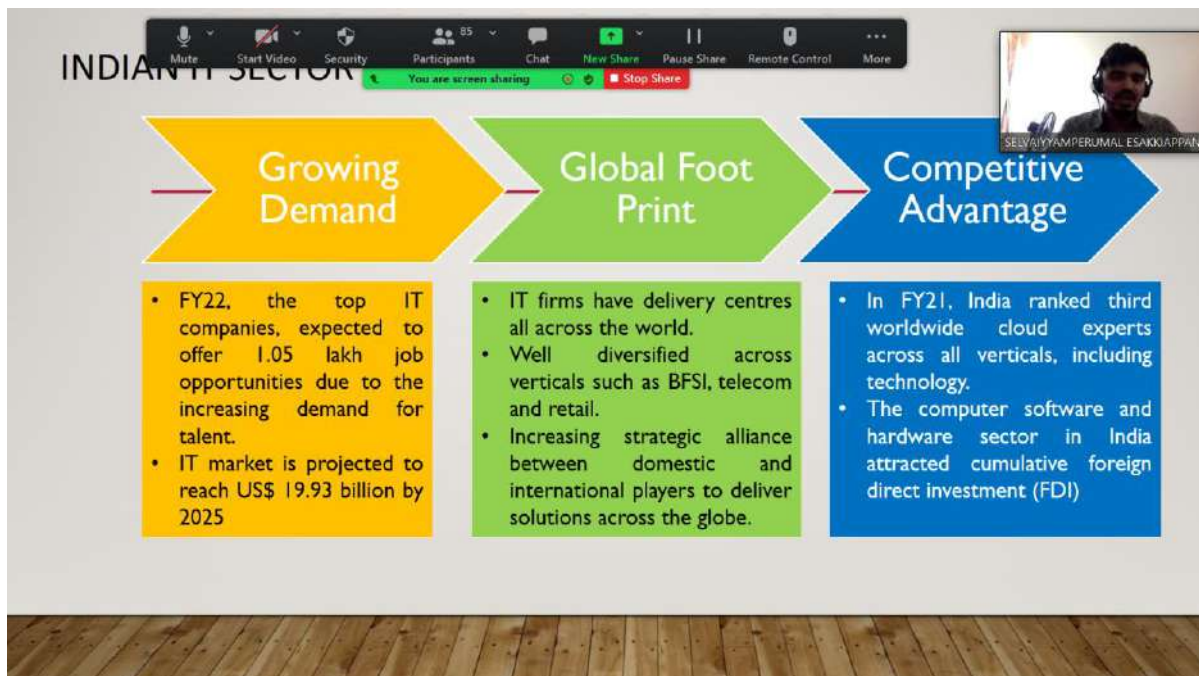 85
Mute Start Video Security Participants Chat New Share Pause Share Remote Control More
You are screen sharing Stop Share
INDIAN IT SECTOR
SELVAIYYAMPERUMAL ESAKKIAPPAN
Growing
Demand
Global Foot
Print
Competitive
Advantage
• FY22, the top IT
companies, expected to
offer 1.05 lakh job
opportunities due to the
increasing demand for
talent.
• IT market is projected to
reach US$ 19.93 billion by
2025
• IT firms have delivery centres
all across the world.
• Well diversified across
verticals such as BFSI, telecom
and retail.
• Increasing strategic alliance
between domestic and
international players to deliver
solutions across the globe.
• In FY21, India ranked third
worldwide cloud experts
across all verticals, including
technology.
• The computer software and
hardware sector in India
attracted cumulative foreign
direct investment (FDI)